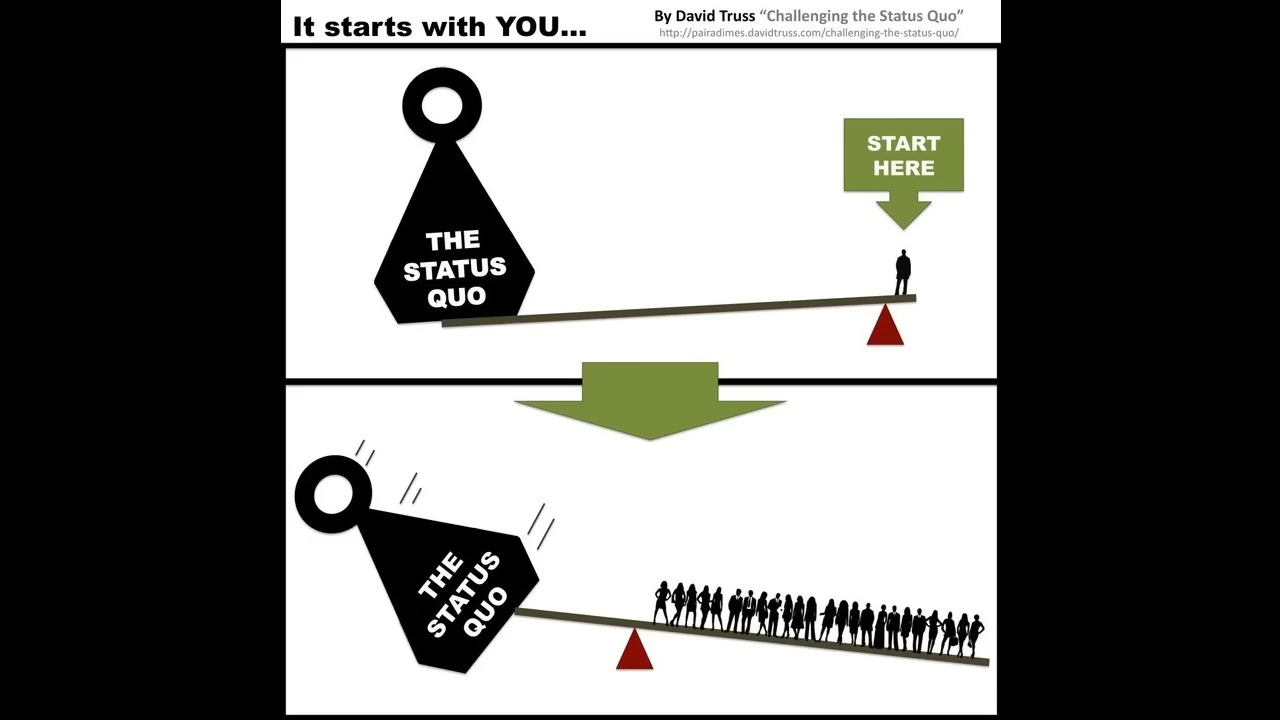 It starts with YOU...
By David Truss “Challenging the Status Quo”
http://pairadimes.davidtruss.com/challenging-the-status-quo/
START
HERE
THE
STATUS
QUO
THE
STATUS
QUO